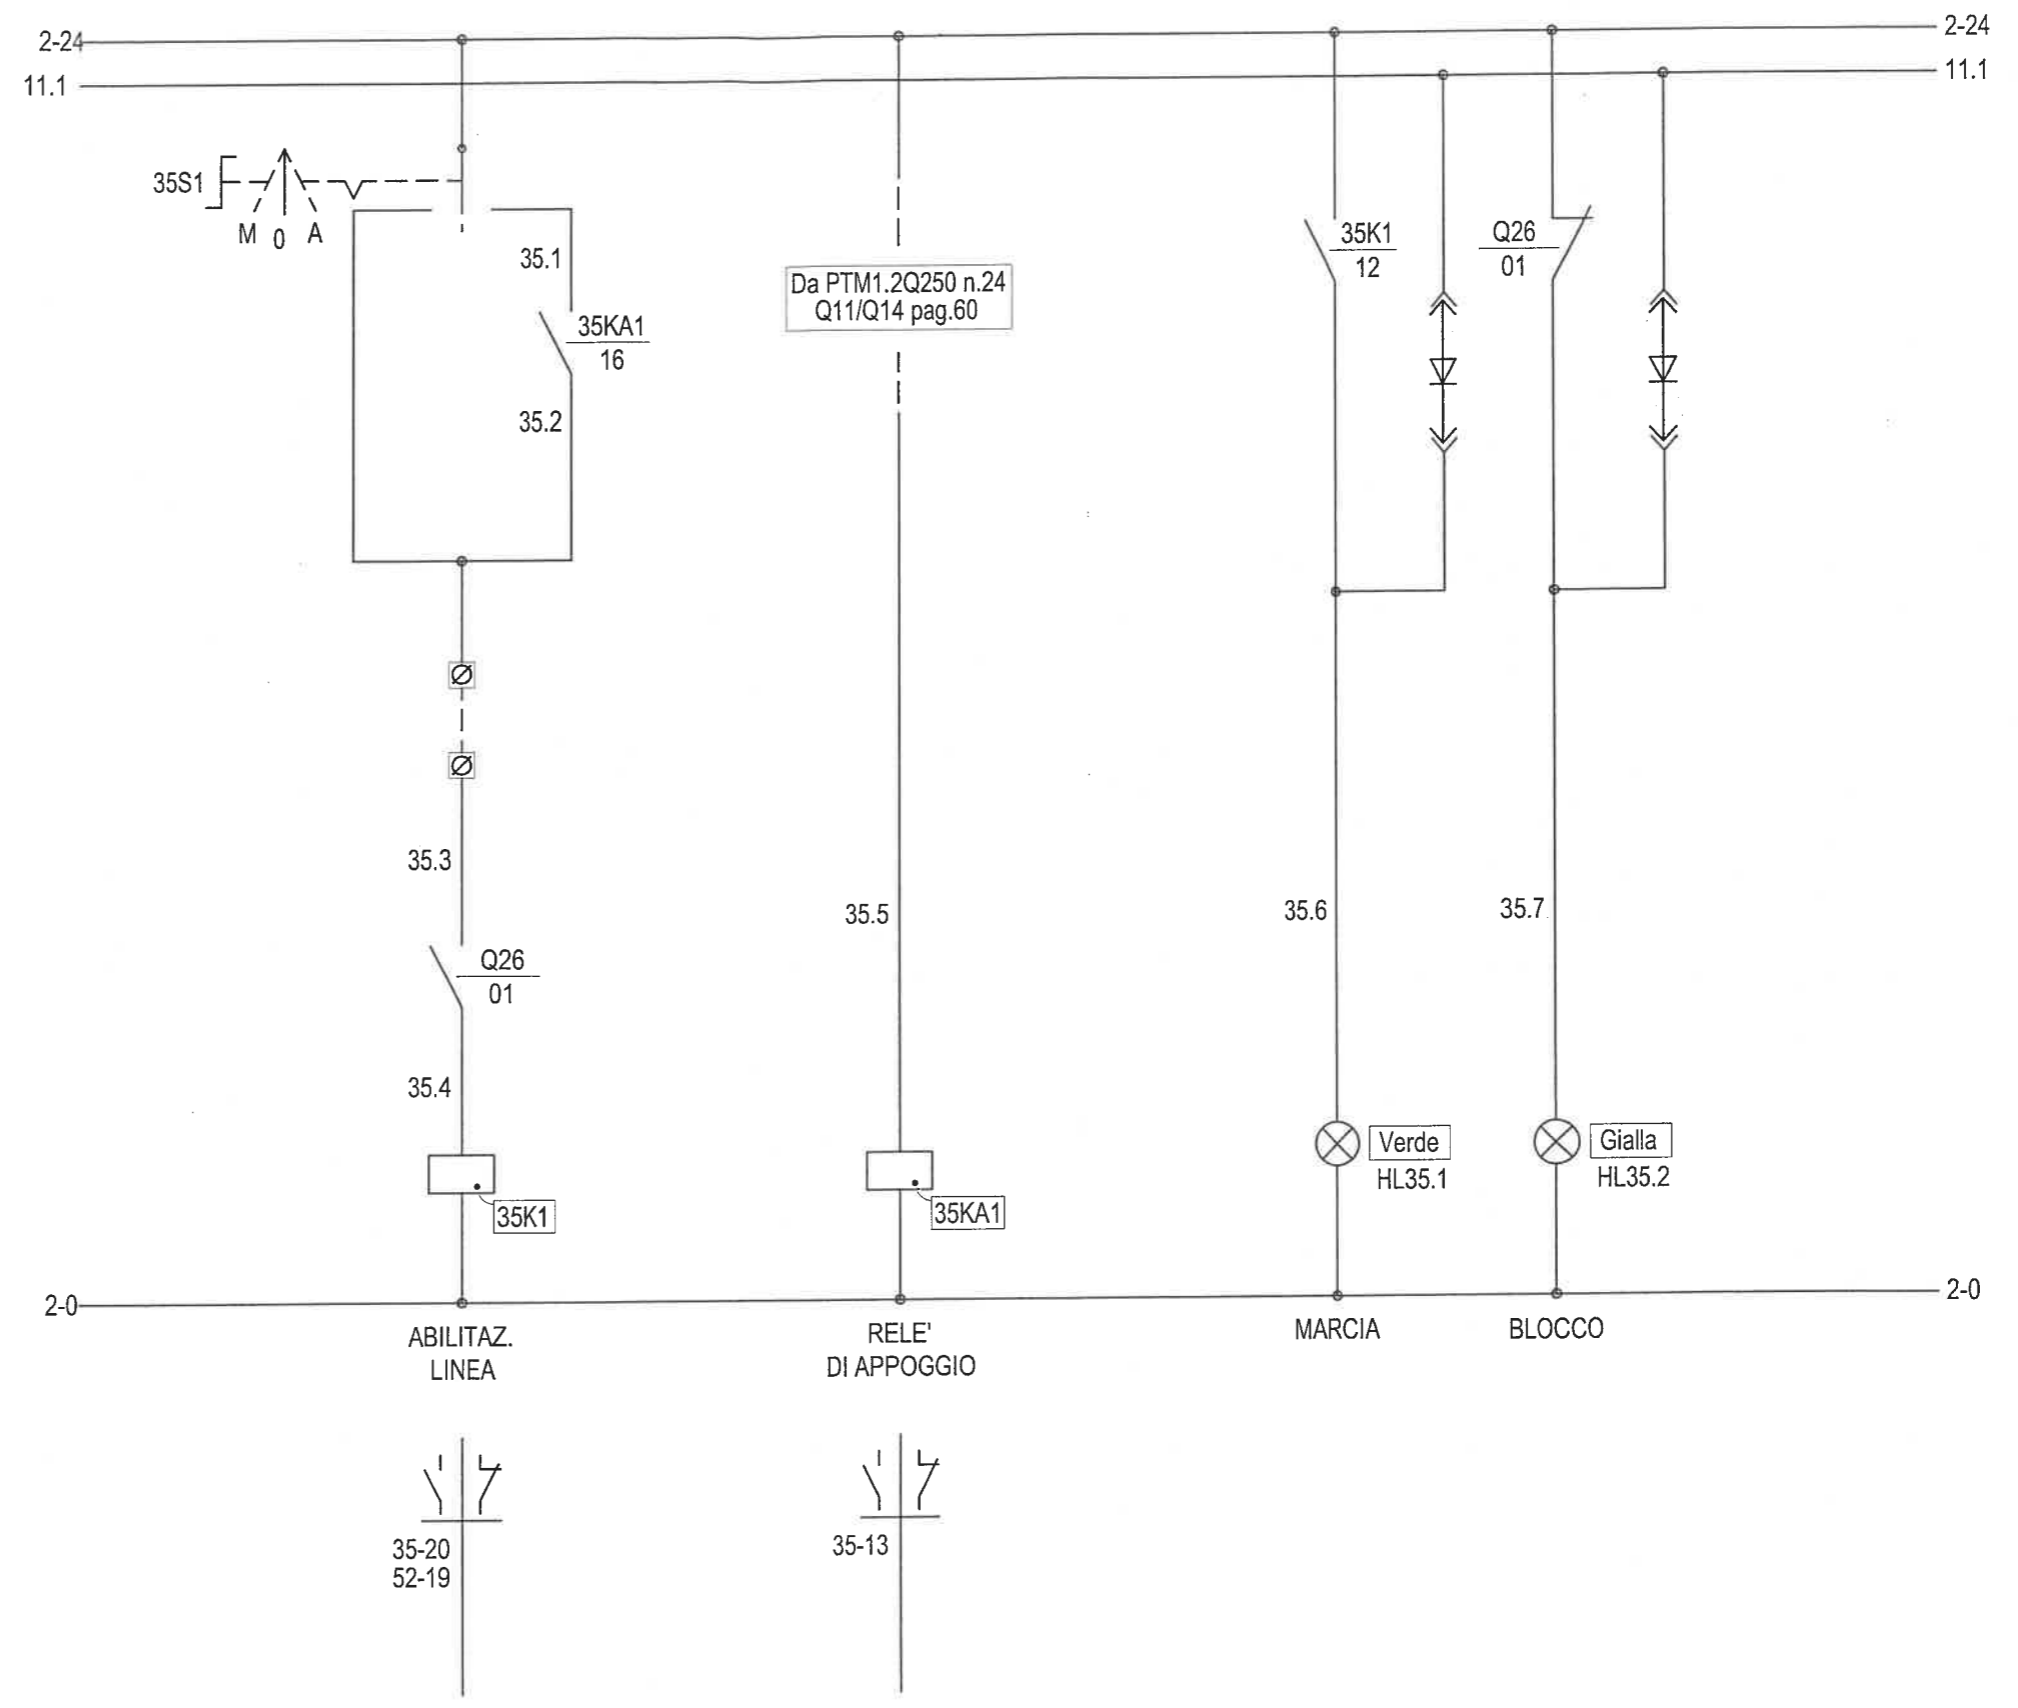 2-24
2-24
11.1
11.1
35S1
M 0 A
35.1
35KA1
16
35.2
Da PTM1.2Q250 n.24
Q11/Q14 pag.60
35K1
12
Q26
01
35.3
Q26
01
35.4
35K1
35.5
35KA1
35.6
35.7
Verde
HL35.1
Gialla
HL35.2
2-0
2-0
ABILITAZ.
LINEA
RELE'
DI APPOGGIO
MARCIA
BLOCCO
35-20
52-19
35-13